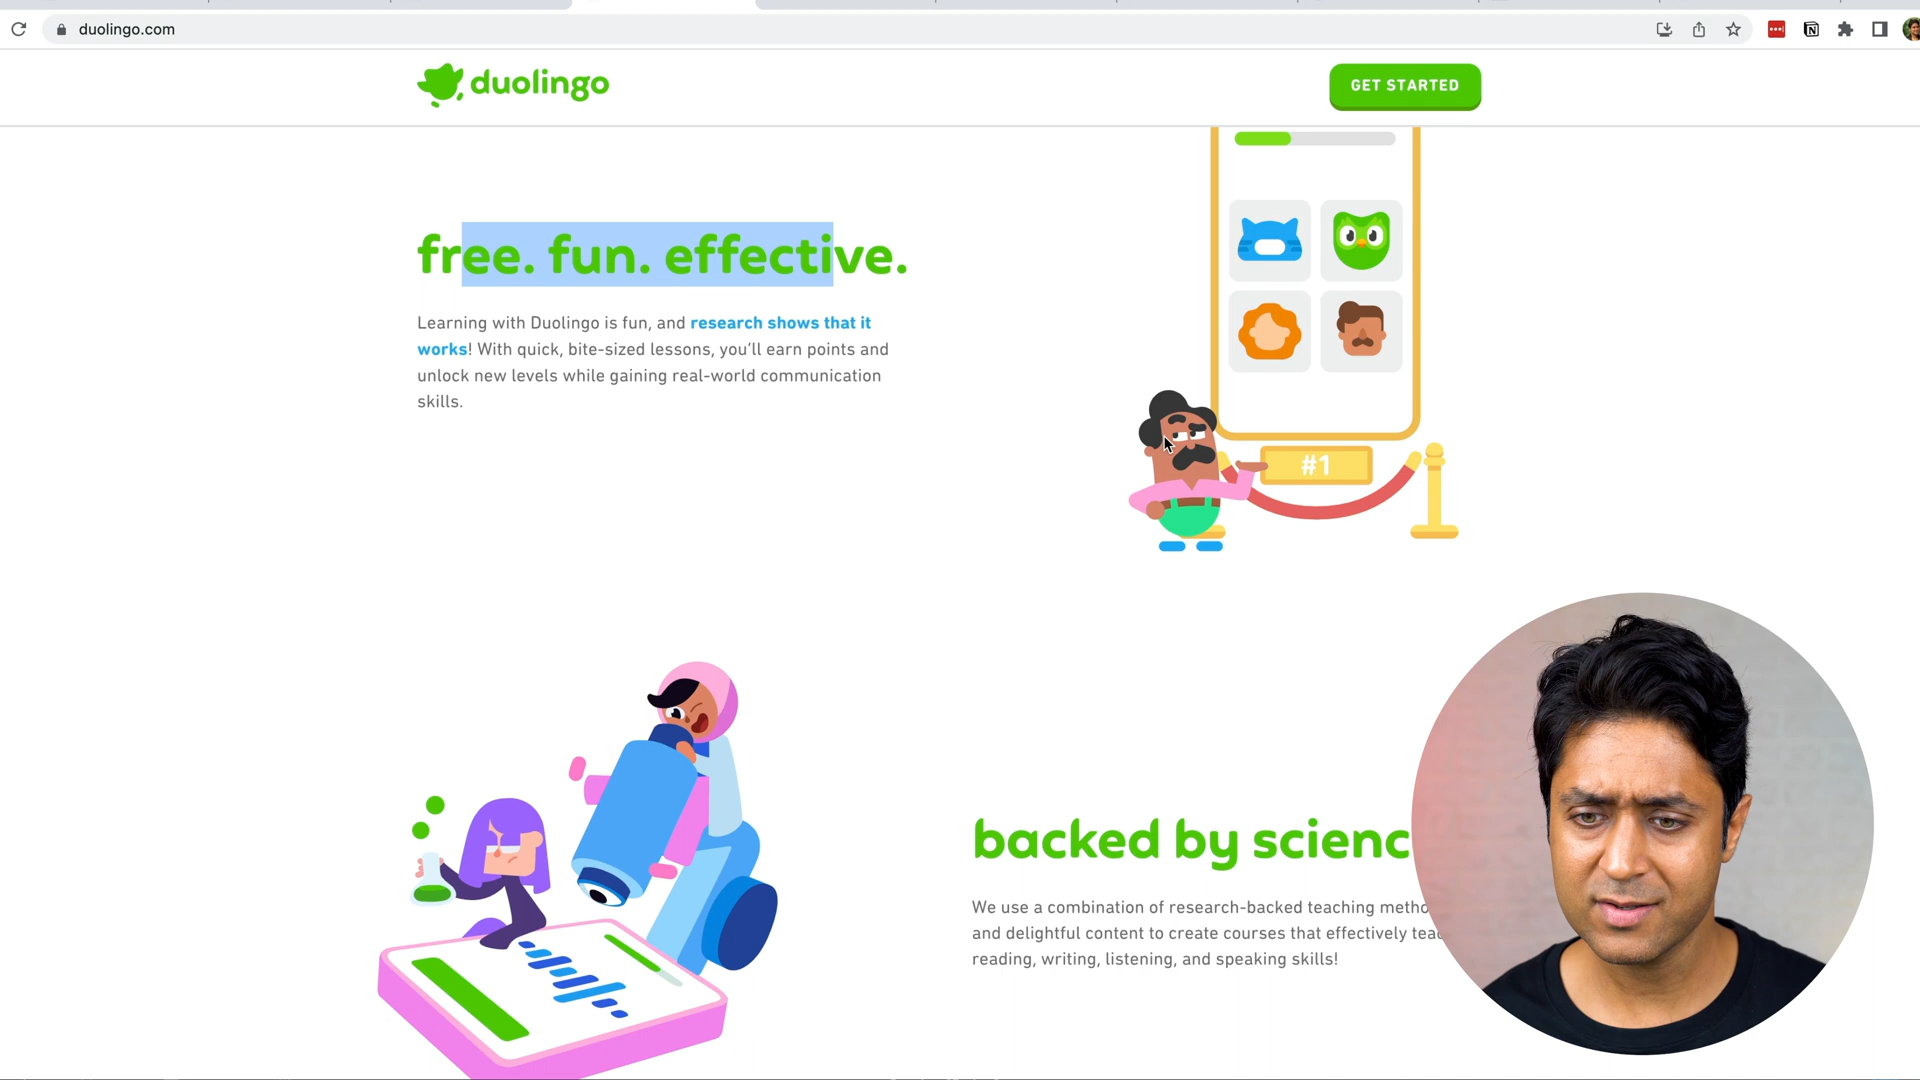 duolingo.com
duolingo
GET STARTED
free. fun. effective.
Learning with Duolingo is fun, and research shows that it
works! With quick, bite-sized lessons, you'll earn points and
unlock new levels while gaining real-world communication
skills.
#1
backed by scienc
We use a combination of research-backed teaching metho
and delightful content to create courses that effectively teac
reading, writing, listening, and speaking skills!